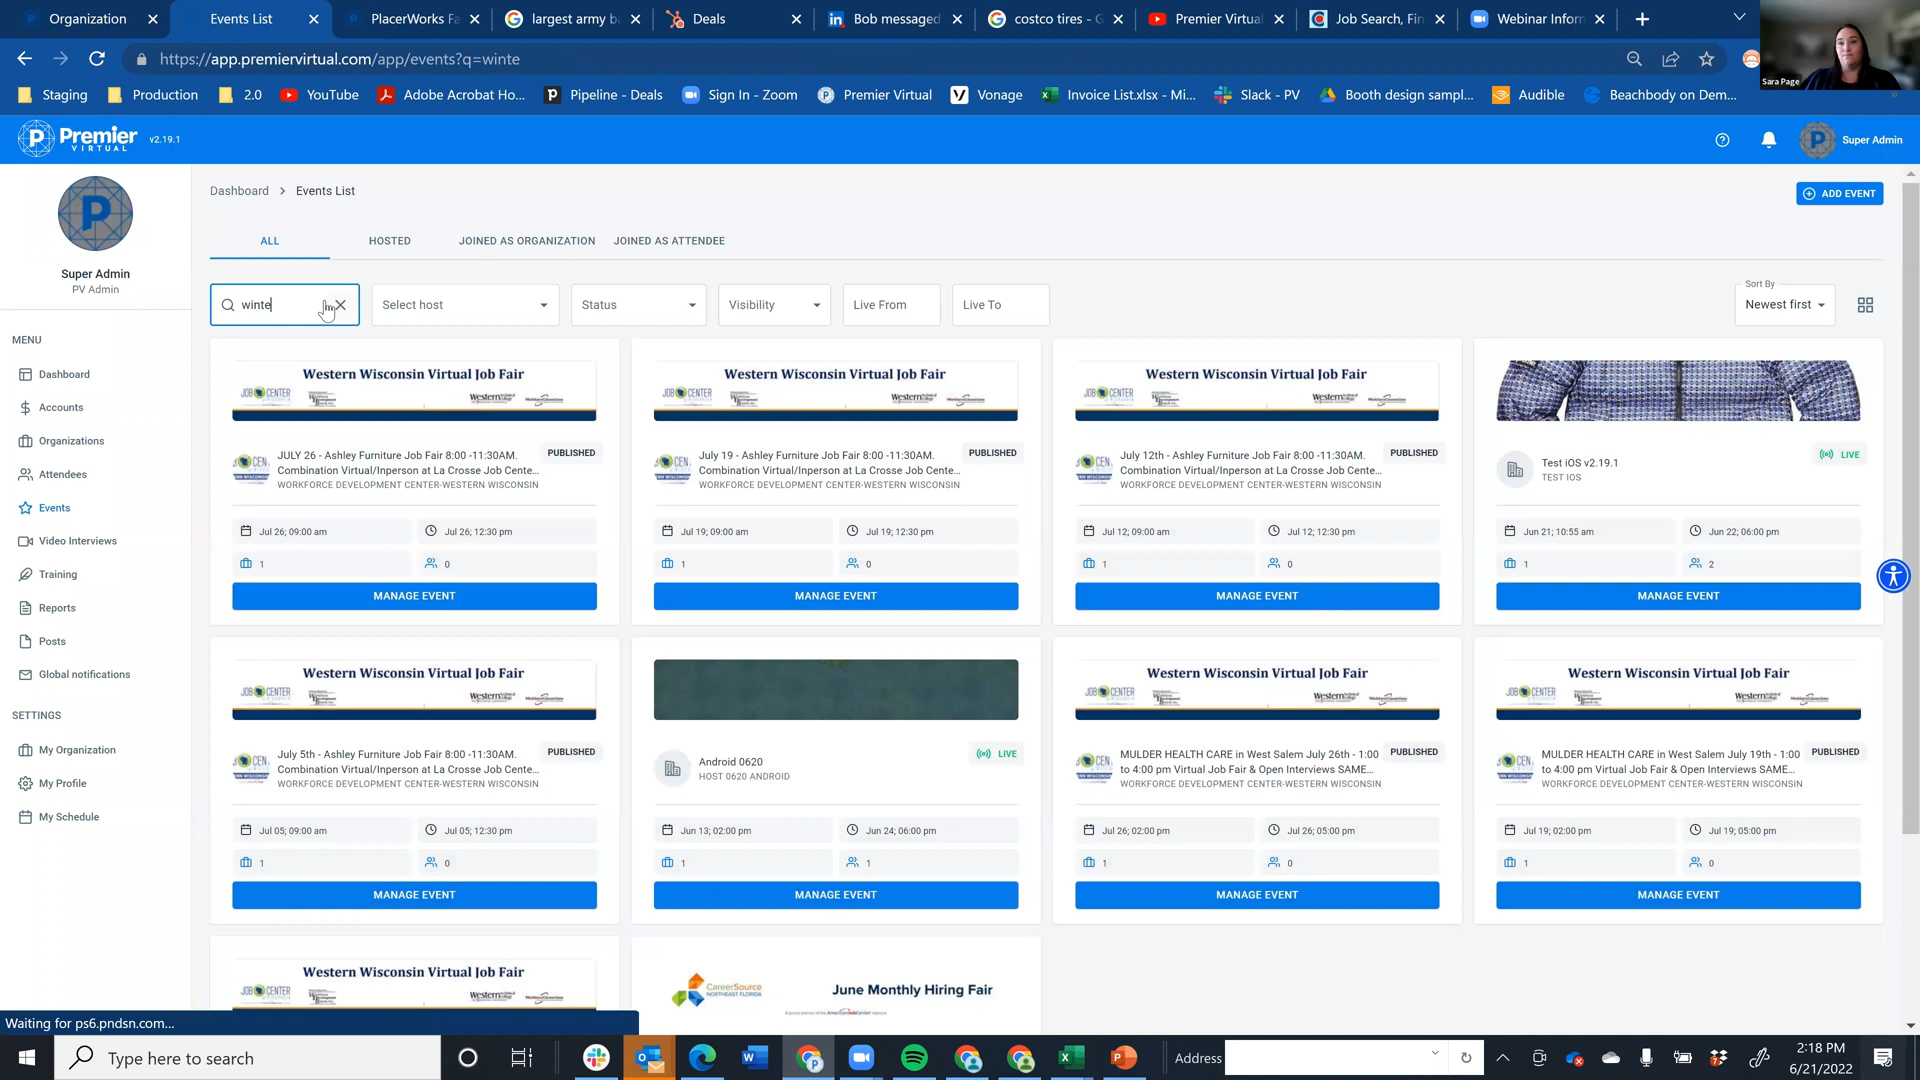 Organization
Events List
PlacerWorks Fa
largest army b
Deals
Bob messaged
costco tires - G
Premier Virtual
Job Search, Fin
Webinar Inform
https://app.premiervirtual.com/app/events?q=winte
Sara Page
Staging
Production
2.0
YouTube
Adobe Acrobat Ho...
Pipeline - Deals
Sign In - Zoom
Premier Virtual
Vonage
Invoice List.xlsx - Mi...
Slack - PV
Booth design sampl...
Audible
Beachbody on Dem...
Premier
VIRTUAL
v2.19.1
Super Admin
Super Admin
PV Admin
MENU
Dashboard
Accounts
Organizations
Attendees
Events
Video Interviews
Training
Reports
Posts
Global notifications
SETTINGS
My Organization
My Profile
My Schedule
Dashboard > Events List
ADD EVENT
ALL
HOSTED
JOINED AS ORGANIZATION
JOINED AS ATTENDEE
winte
Select host
Status
Visibility
Live From
Live To
Sort By
Newest first
Western Wisconsin Virtual Job Fair
JULY 26 - Ashley Furniture Job Fair 8:00 -11:30AM.
Combination Virtual/Inperson at La Crosse Job Cente...
WORKFORCE DEVELOPMENT CENTER-WESTERN WISCONSIN
PUBLISHED
Jul 26; 09:00 am
Jul 26; 12:30 pm
1
0
MANAGE EVENT
Western Wisconsin Virtual Job Fair
July 19 - Ashley Furniture Job Fair 8:00 -11:30AM.
Combination Virtual/Inperson at La Crosse Job Cente...
WORKFORCE DEVELOPMENT CENTER-WESTERN WISCONSIN
PUBLISHED
Jul 19; 09:00 am
Jul 19; 12:30 pm
1
0
MANAGE EVENT
Western Wisconsin Virtual Job Fair
July 12th - Ashley Furniture Job Fair 8:00 -11:30AM.
Combination Virtual/Inperson at La Crosse Job Cente...
WORKFORCE DEVELOPMENT CENTER-WESTERN WISCONSIN
PUBLISHED
Jul 12; 09:00 am
Jul 12; 12:30 pm
1
0
MANAGE EVENT
Test iOS v2.19.1
TEST IOS
LIVE
Jun 21; 10:55 am
Jun 22; 06:00 pm
1
2
MANAGE EVENT
Western Wisconsin Virtual Job Fair
July 5th - Ashley Furniture Job Fair 8:00 -11:30AM.
Combination Virtual/Inperson at La Crosse Job Cente...
WORKFORCE DEVELOPMENT CENTER-WESTERN WISCONSIN
PUBLISHED
Jul 05; 09:00 am
Jul 05; 12:30 pm
1
0
MANAGE EVENT
Android 0620
HOST 0620 ANDROID
LIVE
Jun 13; 02:00 pm
Jun 24; 06:00 pm
1
1
MANAGE EVENT
Western Wisconsin Virtual Job Fair
MULDER HEALTH CARE in West Salem July 26th - 1:00
to 4:00 pm Virtual Job Fair & Open Interviews SAME...
WORKFORCE DEVELOPMENT CENTER-WESTERN WISCONSIN
PUBLISHED
Jul 26; 02:00 pm
Jul 26; 05:00 pm
1
0
MANAGE EVENT
Western Wisconsin Virtual Job Fair
MULDER HEALTH CARE in West Salem July 19th - 1:00
to 4:00 pm Virtual Job Fair & Open Interviews SAME...
WORKFORCE DEVELOPMENT CENTER-WESTERN WISCONSIN
PUBLISHED
Jul 19; 02:00 pm
Jul 19; 05:00 pm
1
0
MANAGE EVENT
Western Wisconsin Virtual Job Fair
CareerSource
NORTHEAST FLORIDA
June Monthly Hiring Fair
Waiting for ps6.pndsn.com...
Type here to search
Address
2:18 PM
6/21/2022